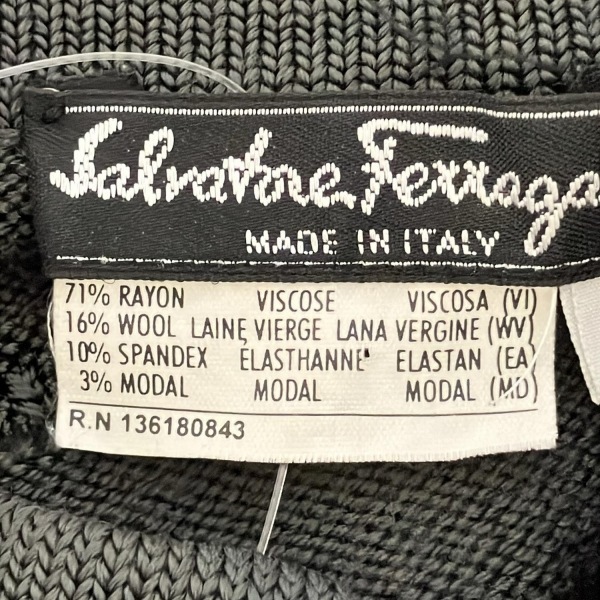 Salvatore Ferraga
MADE IN ITALY
71% RAYON VISCOSE VISCOSA (VI)
16% WOOL LAINE VIERGE LANA VERGINE (WV)
10% SPANDEX ELASTHANNE ELASTAN (EA
3% MODAL MODAL MODAL (MD)
R.N 136180843